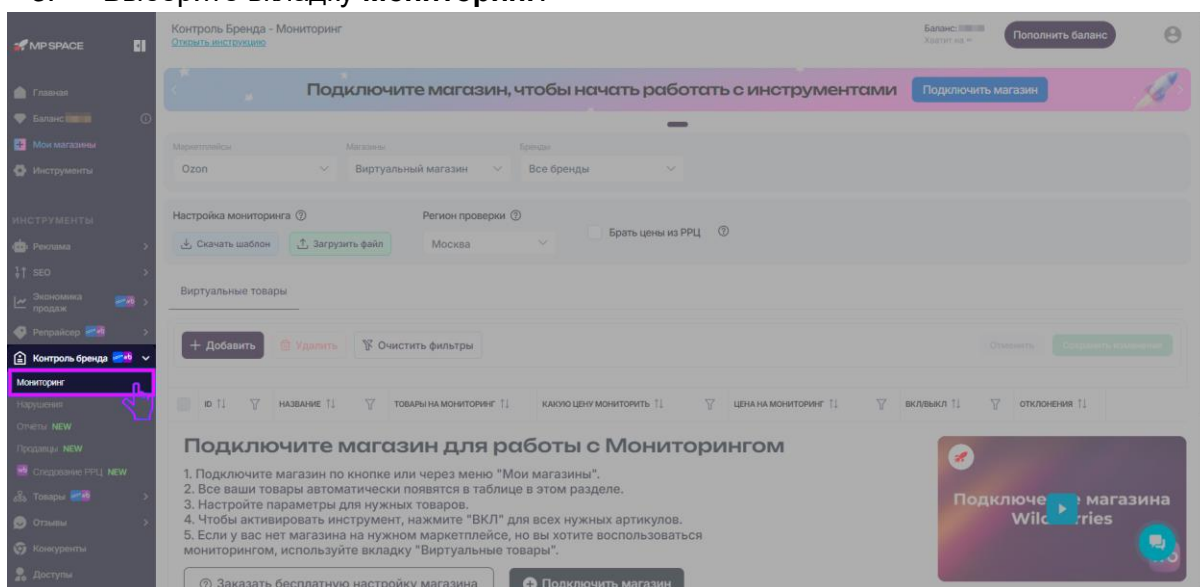 MP SPACE
Контроль Бренда - Мониторинг
Открыть инструкцию
Баланс:
Хватит на ~
Пополнить баланс
Подключите магазин, чтобы начать работать с инструментами
Подключить магазин
Главная
Баланс:
Мои магазины
Инструменты
ИНСТРУМЕНТЫ
Реклама
SEO
Экономика продаж
Репрайсер
Контроль бренда
Мониторинг
Нарушения
Отчёты NEW
Продавцы NEW
Следование РРЦ NEW
Товары
Отзывы
Конкуренты
Доступы
Маркетплейсы
Магазины
Бренды
Ozon
Виртуальный магазин
Все бренды
Настройка мониторинга
Регион проверки
Скачать шаблон
Загрузить файл
Москва
Брать цены из РРЦ
Виртуальные товары
+ Добавить
Удалить
Очистить фильтры
Отменить
Сохранить изменения
ID
НАЗВАНИЕ
ТОВАРЫ НА МОНИТОРИНГ
КАКУЮ ЦЕНУ МОНИТОРИТЬ
ЦЕНА НА МОНИТОРИНГ
ВКЛ/ВЫКЛ
ОТКЛОНЕНИЯ
Подключите магазин для работы с Мониторингом
1. Подключите магазин по кнопке или через меню "Мои магазины".
2. Все ваши товары автоматически появятся в таблице в этом разделе.
3. Настройте параметры для нужных товаров.
4. Чтобы активировать инструмент, нажмите "ВКЛ" для всех нужных артикулов.
5. Если у вас нет магазина на нужном маркетплейсе, но вы хотите воспользоваться
мониторингом, используйте вкладку "Виртуальные товары".
Заказать бесплатную настройку магазина
Подключить магазин
магазина